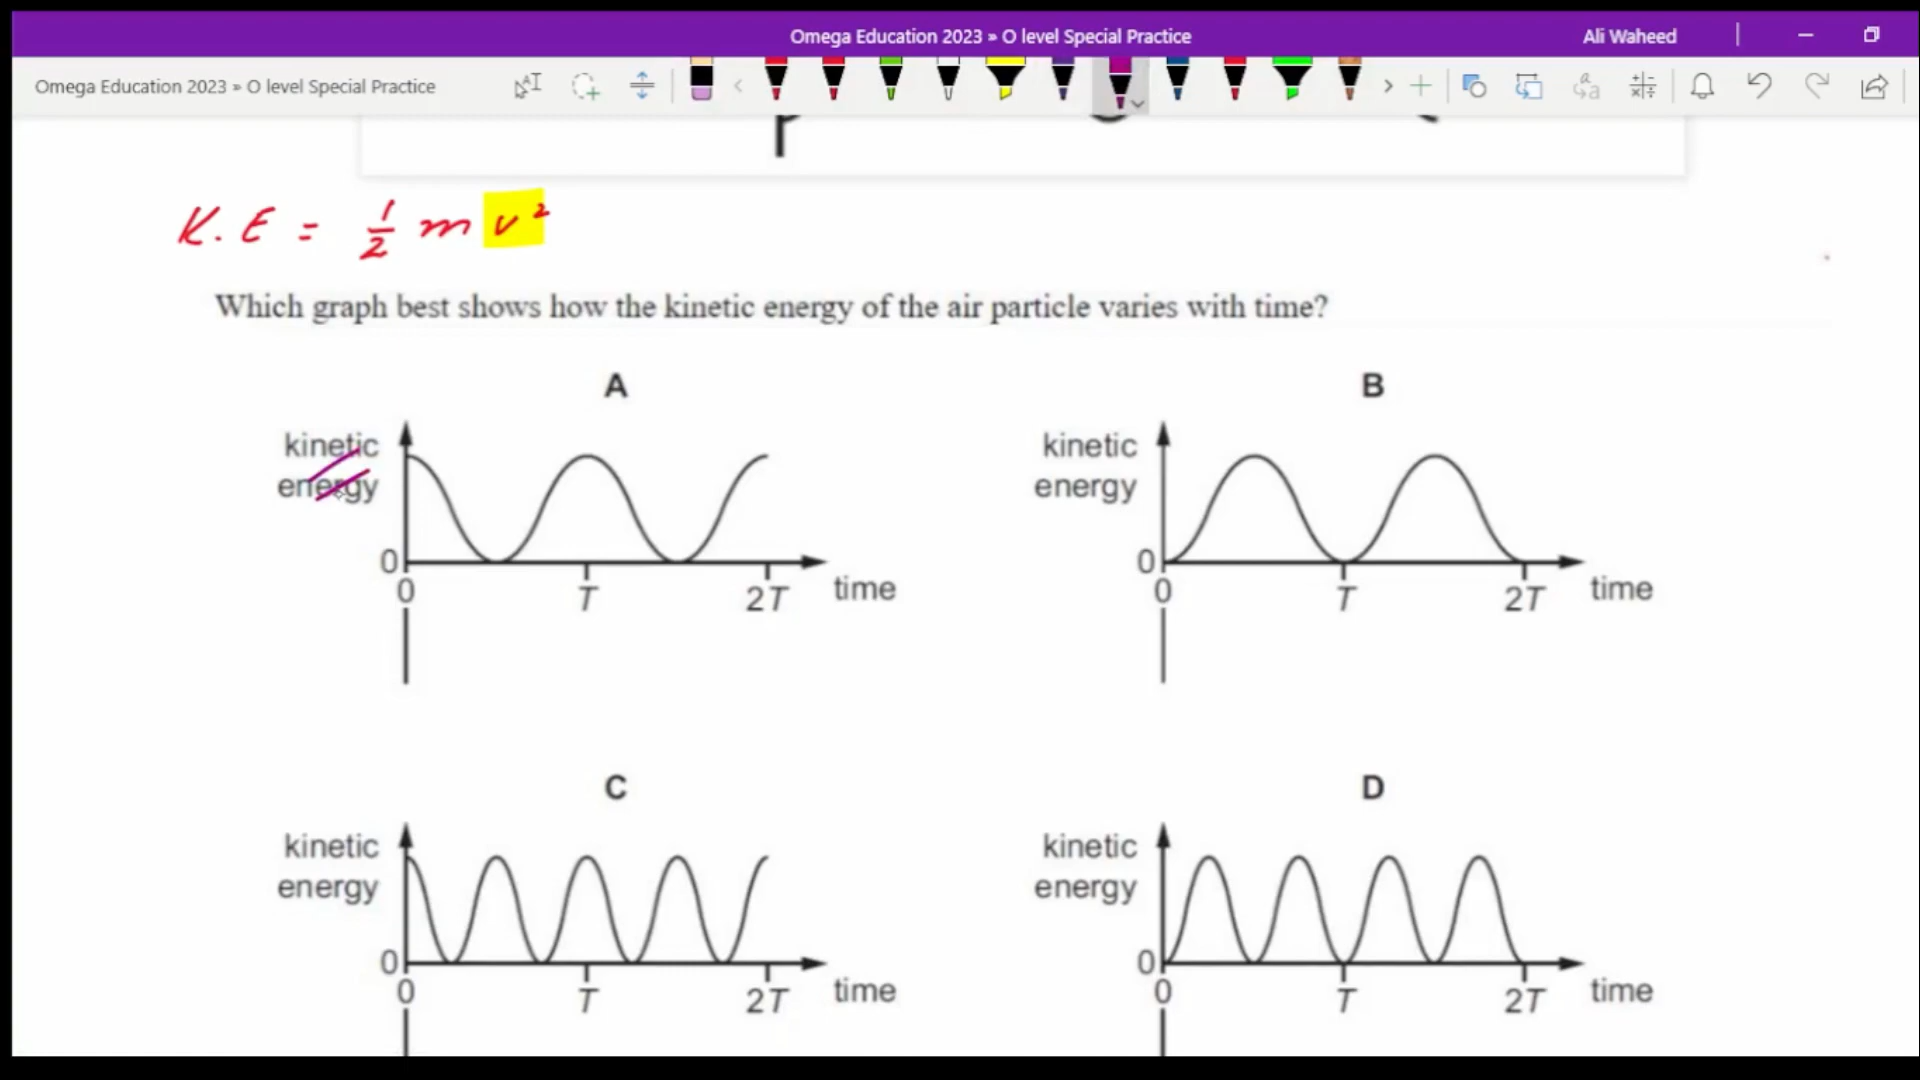 Omega Education 2023 » O level Special Practice
Ali Waheed
Omega Education 2023 » O level Special Practice
K.E = 1/2 m v²
Which graph best shows how the kinetic energy of the air particle varies with time?
A
B
kinetic
energy
0
0
T
2T
time
kinetic
energy
0
0
T
2T
time
C
D
kinetic
energy
0
0
T
2T
time
kinetic
energy
0
0
T
2T
time